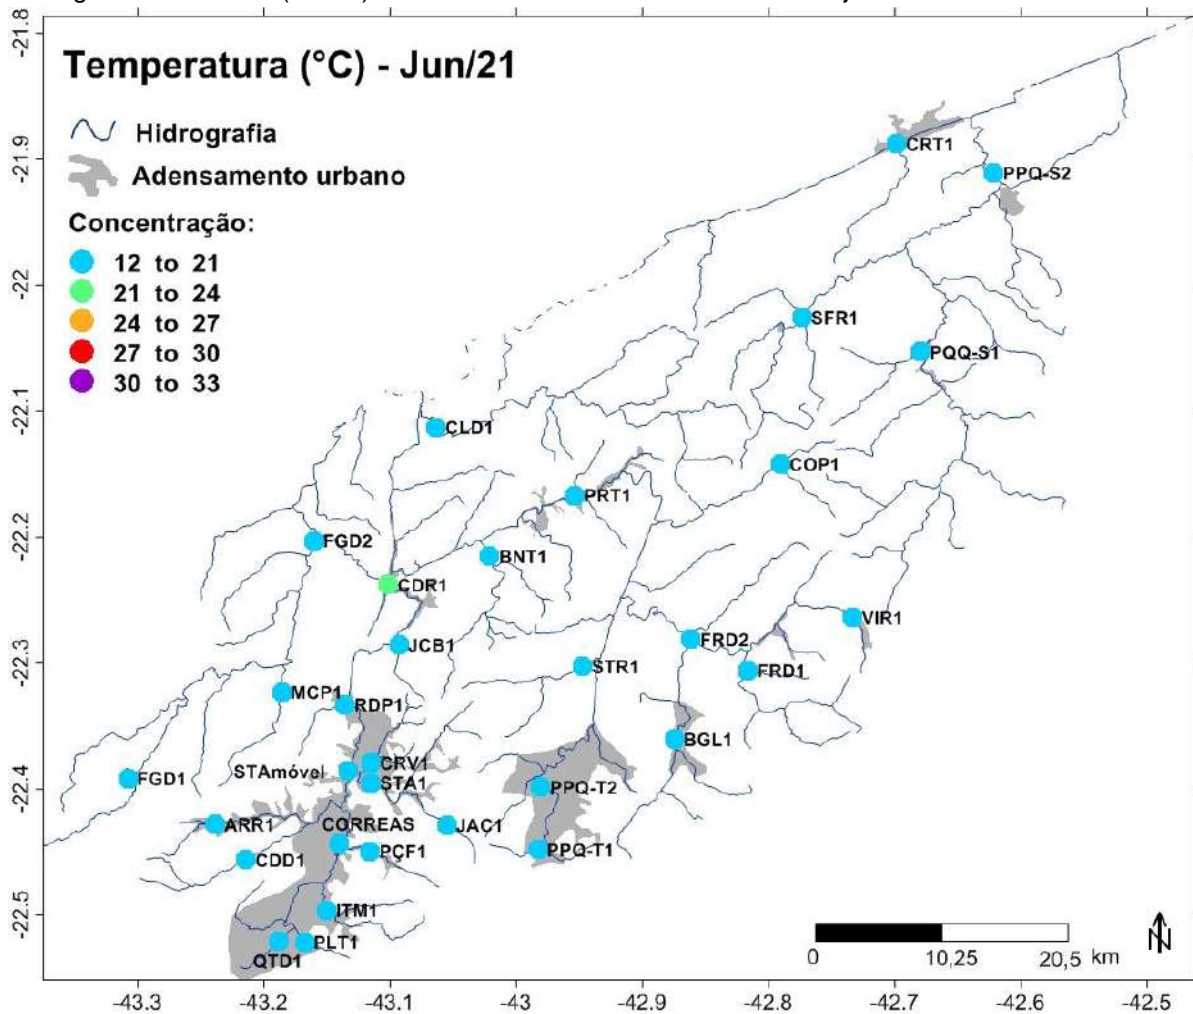 Temperatura (°C) - Jun/21
Hidrografia
Adensamento urbano
Concentração:
12 to 21
21 to 24
24 to 27
27 to 30
30 to 33
CRT1
PPQ-S2
SFR1
PQQ-S1
CLD1
COP1
PRT1
FGD2
BNT1
CDR1
VIR1
FRD2
JCB1
STR1
FRD1
MCP1
RDP1
BGL1
CRV1
STAmóvel
FGD1
STA1
PPQ-T2
ARR1
CORREAS
JAC1
PÇF1
PPQ-T1
CDD1
ITM1
PLT1
QTD1
0 10,25 20,5 km
N
-21.8
-21.9
-22
-22.1
-22.2
-22.3
-22.4
-22.5
-43.3 -43.2 -43.1 -43 -42.9 -42.8 -42.7 -42.6 -42.5